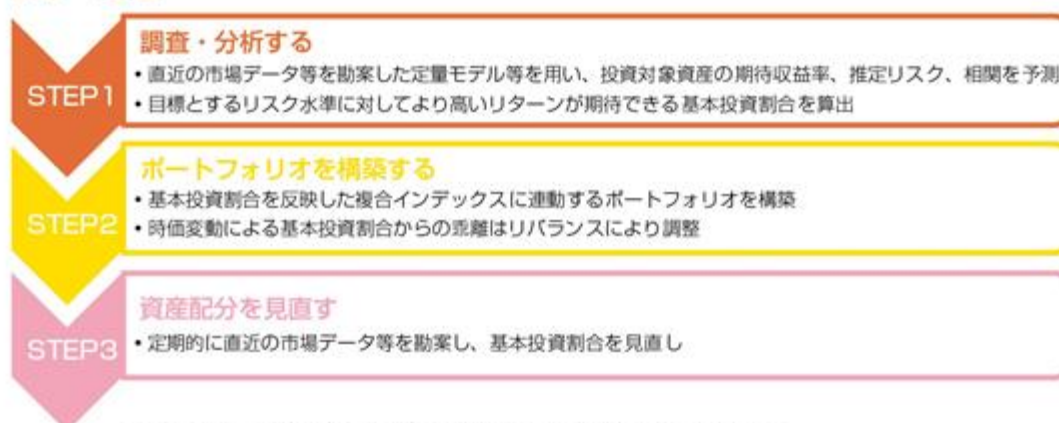 STEP1
調査・分析する
• 直近の市場データ等を勘案した定量モデル等を用い、投資対象資産の期待収益率、推定リスク、相関を予測
• 目標とするリスク水準に対してより高いリターンが期待できる基本投資割合を算出
STEP2
ポートフォリオを構築する
• 基本投資割合を反映した複合インデックスに連動するポートフォリオを構築
• 時価変動による基本投資割合からの乖離はリバランスにより調整
STEP3
資産配分を見直す
• 定期的に直近の市場データ等を勘案し、基本投資割合を見直し